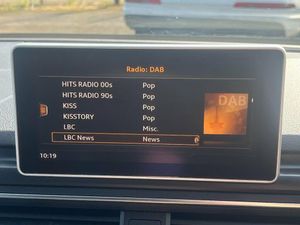 Radio: DAB
HITS RADIO 00s Pop
HITS RADIO 90s Pop
KISS Pop
KISSTORY Pop
LBC Misc.
LBC News News
DAB
10:19